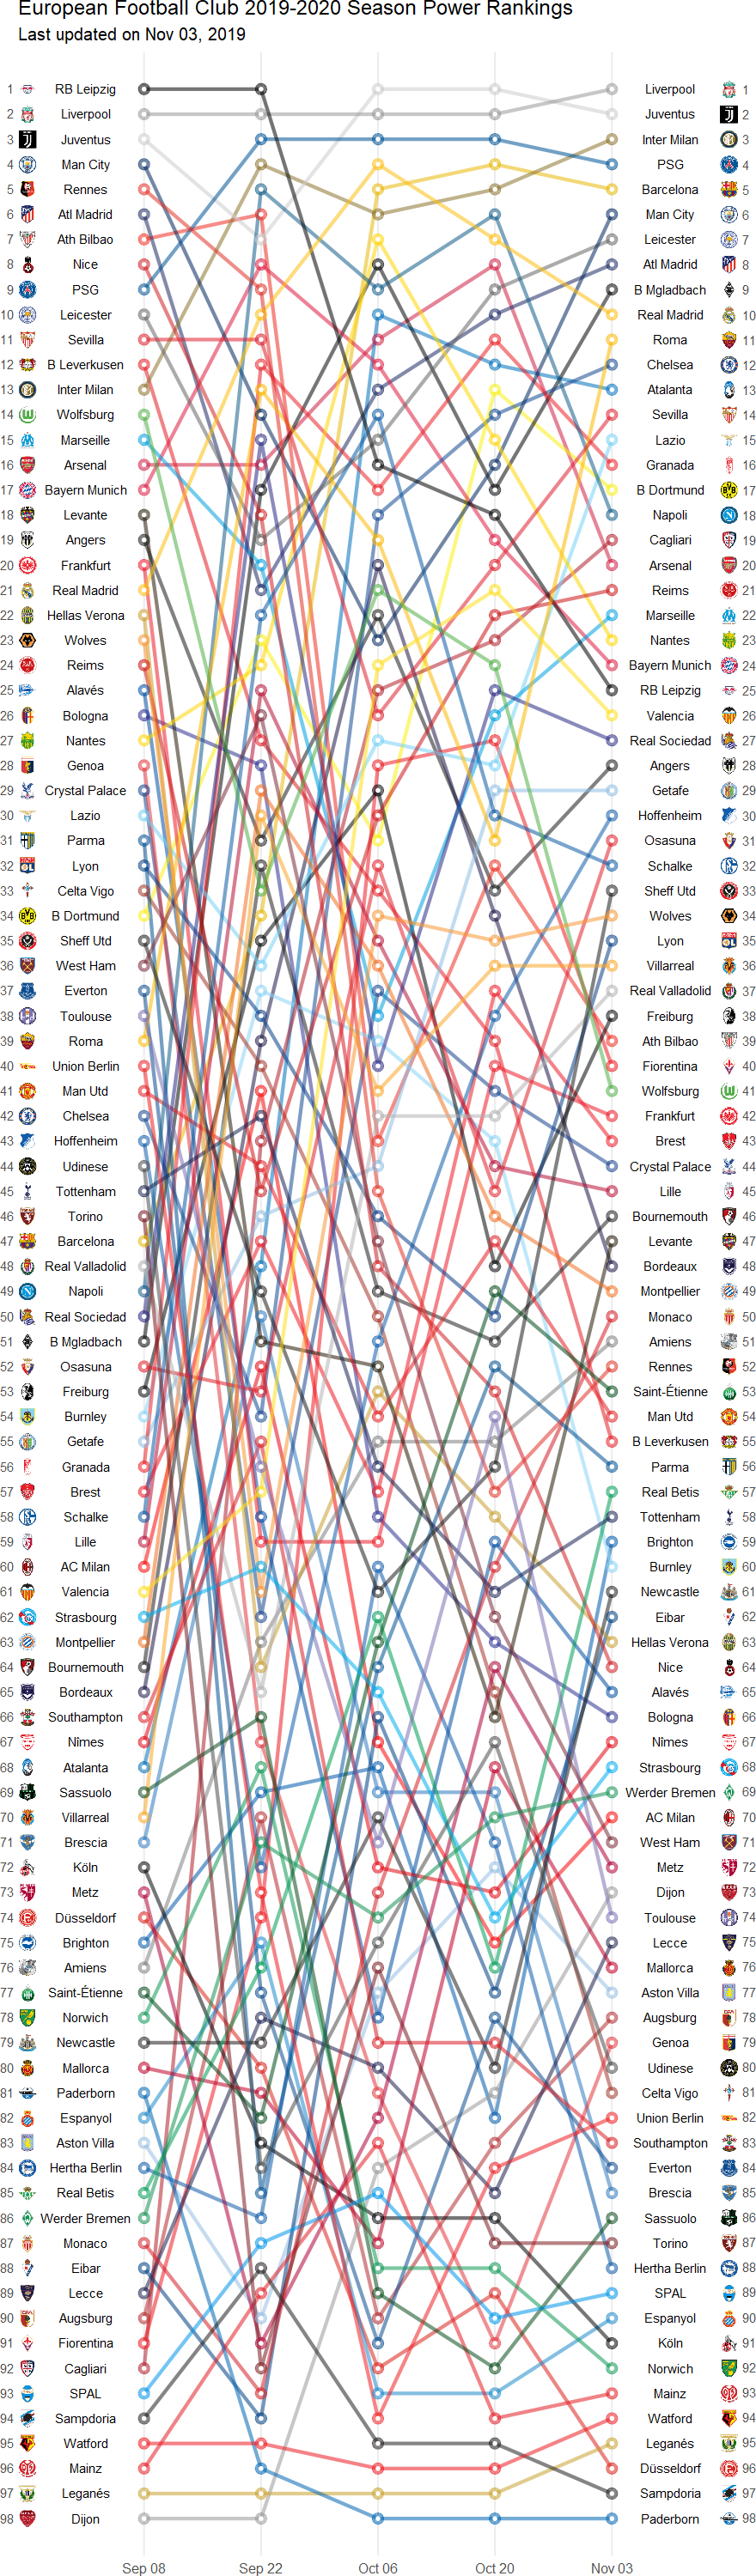 European Football Club 2019-2020 Season Power Rankings
Last updated on Nov 03, 2019
1 RB Leipzig Liverpool 1
2 Liverpool Juventus 2
3 Juventus Inter Milan 3
4 Man City PSG 4
5 Rennes Barcelona 5
6 Atl Madrid Man City 6
7 Ath Bilbao Leicester 7
8 Nice Atl Madrid 8
9 PSG B Mgladbach 9
10 Leicester Real Madrid 10
11 Sevilla Roma 11
12 B Leverkusen Chelsea 12
13 Inter Milan Atalanta 13
14 Wolfsburg Sevilla 14
15 Marseille Lazio 15
16 Arsenal Granada 16
17 Bayern Munich B Dortmund 17
18 Levante Napoli 18
19 Angers Cagliari 19
20 Frankfurt Arsenal 20
21 Real Madrid Reims 21
22 Hellas Verona Marseille 22
23 Wolves Nantes 23
24 Reims Bayern Munich 24
25 Alavés RB Leipzig 25
26 Bologna Valencia 26
27 Nantes Real Sociedad 27
28 Genoa Angers 28
29 Crystal Palace Getafe 29
30 Lazio Hoffenheim 30
31 Parma Osasuna 31
32 Lyon Schalke 32
33 Celta Vigo Sheff Utd 33
34 B Dortmund Wolves 34
35 Sheff Utd Lyon 35
36 West Ham Villarreal 36
37 Everton Real Valladolid 37
38 Toulouse Freiburg 38
39 Roma Ath Bilbao 39
40 Union Berlin Fiorentina 40
41 Man Utd Wolfsburg 41
42 Chelsea Frankfurt 42
43 Hoffenheim Brest 43
44 Udinese Crystal Palace 44
45 Tottenham Lille 45
46 Torino Bournemouth 46
47 Barcelona Levante 47
48 Real Valladolid Bordeaux 48
49 Napoli Montpellier 49
50 Real Sociedad Monaco 50
51 B Mgladbach Amiens 51
52 Osasuna Rennes 52
53 Freiburg Saint-Étienne 53
54 Burnley Man Utd 54
55 Getafe B Leverkusen 55
56 Granada Parma 56
57 Brest Real Betis 57
58 Schalke Tottenham 58
59 Lille Brighton 59
60 AC Milan Burnley 60
61 Valencia Newcastle 61
62 Strasbourg Eibar 62
63 Montpellier Hellas Verona 63
64 Bournemouth Nice 64
65 Bordeaux Alavés 65
66 Southampton Bologna 66
67 Nîmes Nîmes 67
68 Atalanta Strasbourg 68
69 Sassuolo Werder Bremen 69
70 Villarreal AC Milan 70
71 Brescia West Ham 71
72 Köln Metz 72
73 Metz Dijon 73
74 Düsseldorf Toulouse 74
75 Brighton Lecce 75
76 Amiens Mallorca 76
77 Saint-Étienne Aston Villa 77
78 Norwich Augsburg 78
79 Newcastle Genoa 79
80 Mallorca Udinese 80
81 Paderborn Celta Vigo 81
82 Espanyol Union Berlin 82
83 Aston Villa Southampton 83
84 Hertha Berlin Everton 84
85 Real Betis Brescia 85
86 Werder Bremen Sassuolo 86
87 Monaco Torino 87
88 Eibar Hertha Berlin 88
89 Lecce SPAL 89
90 Augsburg Espanyol 90
91 Fiorentina Köln 91
92 Cagliari Norwich 92
93 SPAL Mainz 93
94 Sampdoria Watford 94
95 Watford Leganés 95
96 Mainz Düsseldorf 96
97 Leganés Sampdoria 97
98 Dijon Paderborn 98
Sep 08 Sep 22 Oct 06 Oct 20 Nov 03